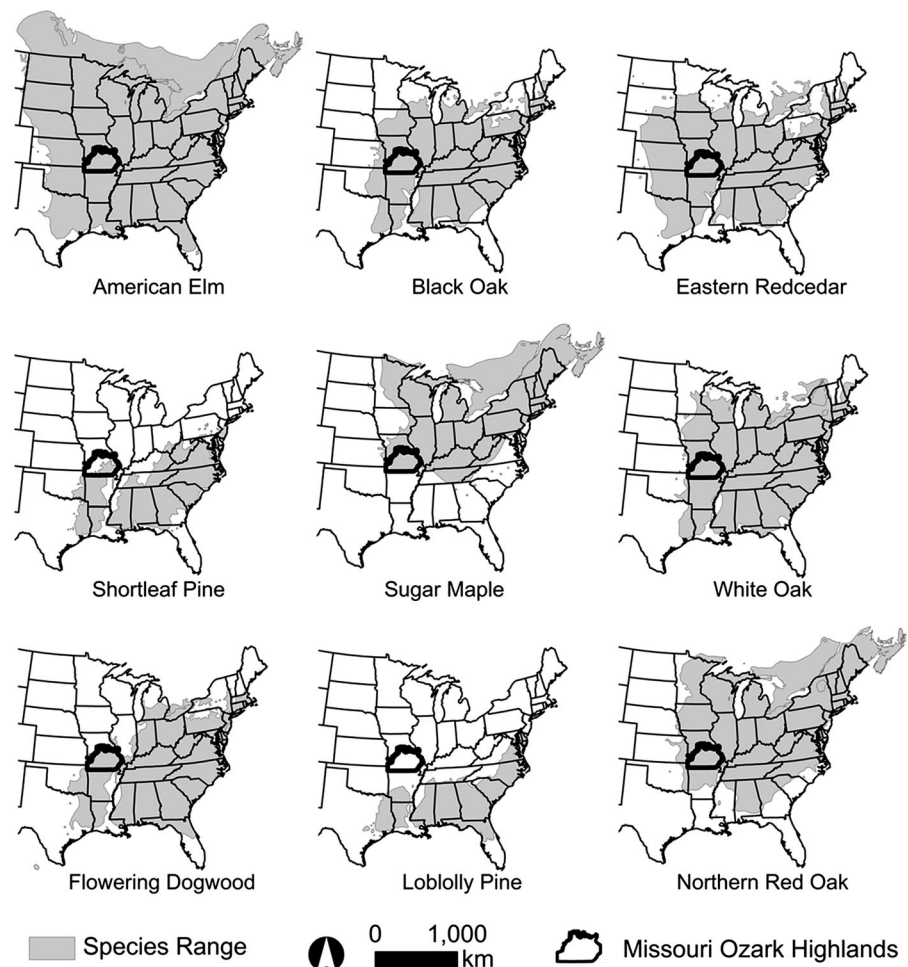 American Elm
Black Oak
Eastern Redcedar
Shortleaf Pine
Sugar Maple
White Oak
Flowering Dogwood
Loblolly Pine
Northern Red Oak
Species Range
0 1,000
km
Missouri Ozark Highlands